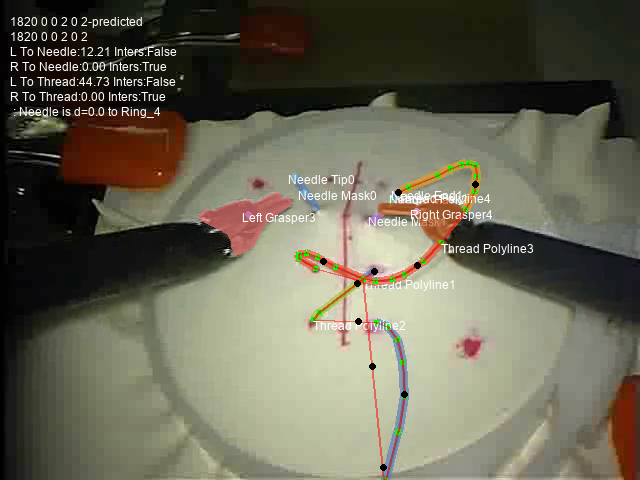 1820 0 0 2 0 2-predicted
1820 0 0 2 0 2
L To Needle:12.21 Inters:False
R To Needle:0.00 Inters:True
L To Thread:44.73 Inters:False
R To Thread:0.00 Inters:True
: Needle is d=0.0 to Ring_4
Needle Tip0
Needle Mask0
Left Grasper3
Right Grasper4
Thread Polyline3
Thread Polyline1
Thread Polyline2